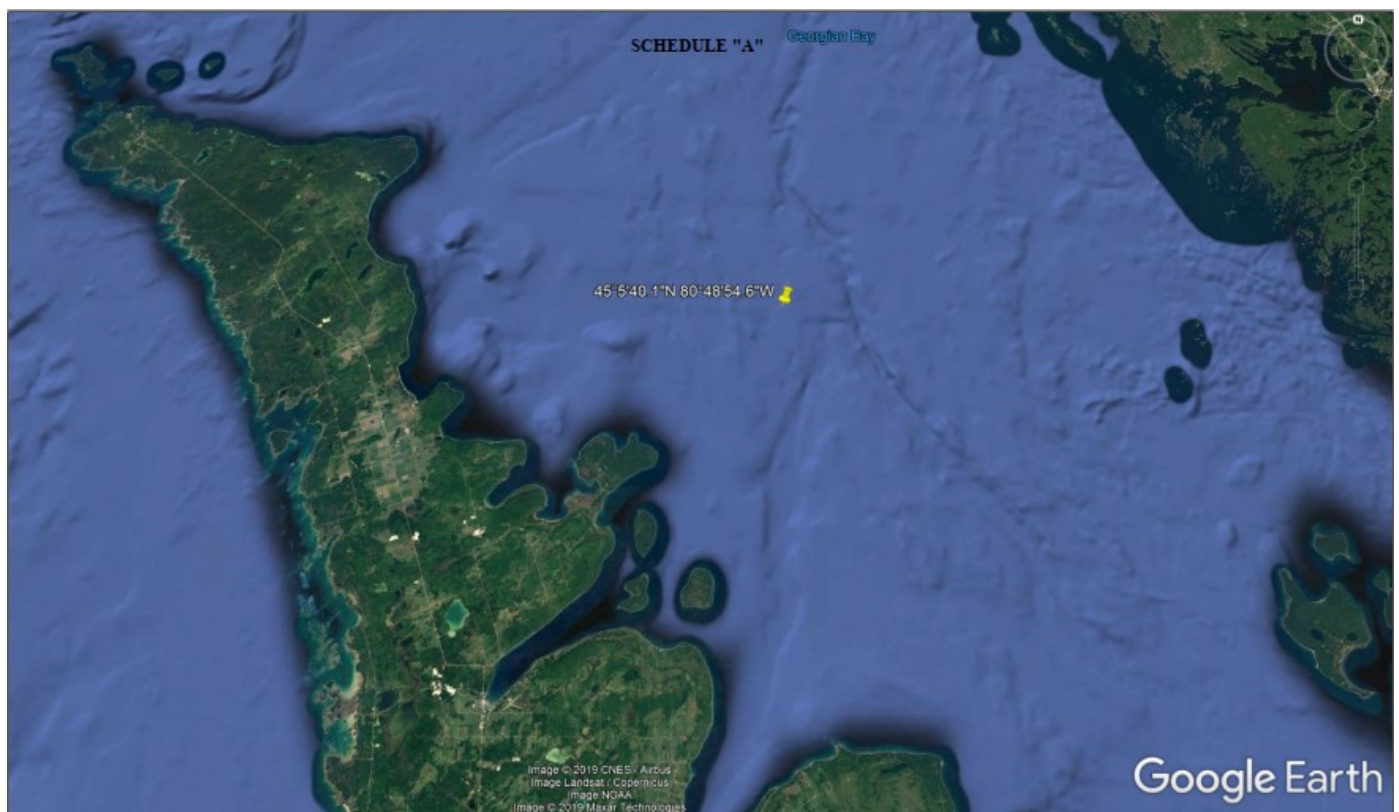 SCHEDULE "A"
Georgian Bay
N
45°5'40.1"N 80°48'54.6"W
Image © 2019 CNES / Airbus
Image Landsat / Copernicus
Image NOAA
Image © 2019 Maxar Technologies
Google Earth